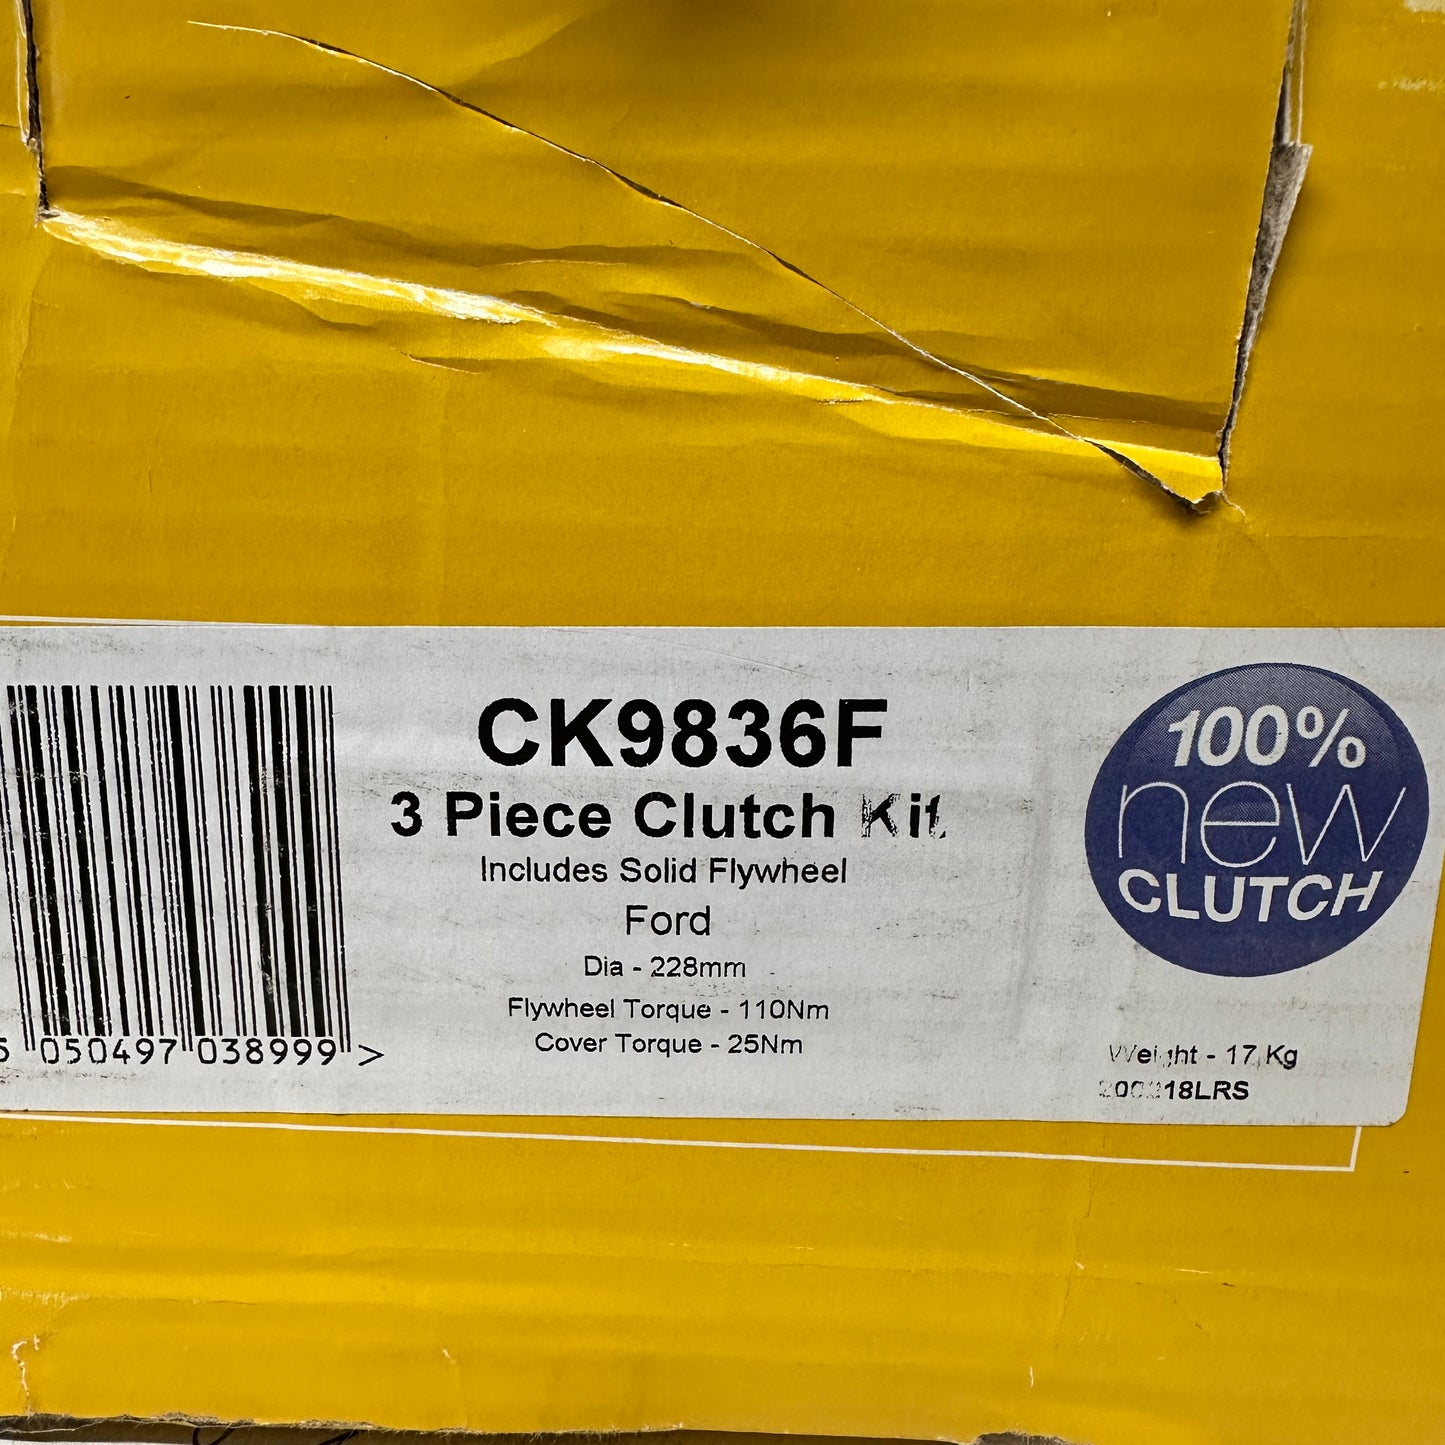 CK9836F
3 Piece Clutch Kit
Includes Solid Flywheel
Ford
Dia - 228mm
Flywheel Torque - 110Nm
Cover Torque - 25Nm
5 050497 038999 >
100%
new
CLUTCH
Weight - 17 Kg